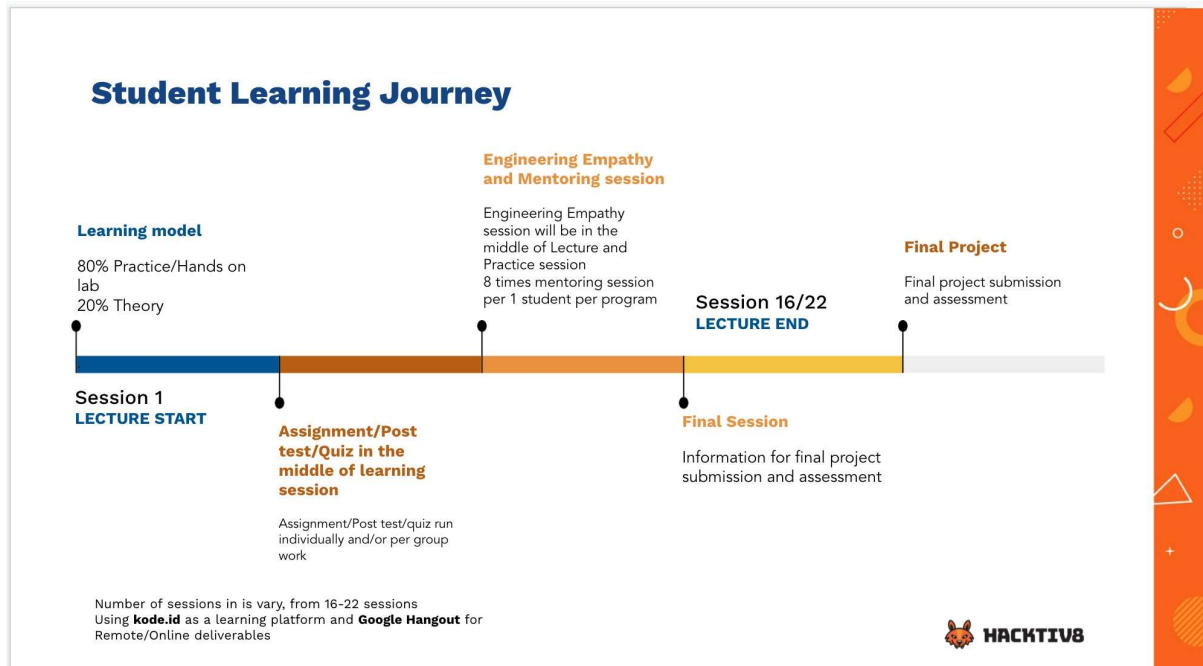 Student Learning Journey
Learning model
80% Practice/Hands on
lab
20% Theory
Session 1
LECTURE START
Assignment/Post
test/Quiz in the
middle of learning
session
Assignment/Post test/quiz run
individually and/or per group
work
Engineering Empathy
and Mentoring session
Engineering Empathy
session will be in the
middle of Lecture and
Practice session
8 times mentoring session
per 1 student per program
Session 16/22
LECTURE END
Final Session
Information for final project
submission and assessment
Final Project
Final project submission
and assessment
Number of sessions in is vary, from 16-22 sessions
Using kode.id as a learning platform and Google Hangout for
Remote/Online deliverables
HACKTIV8